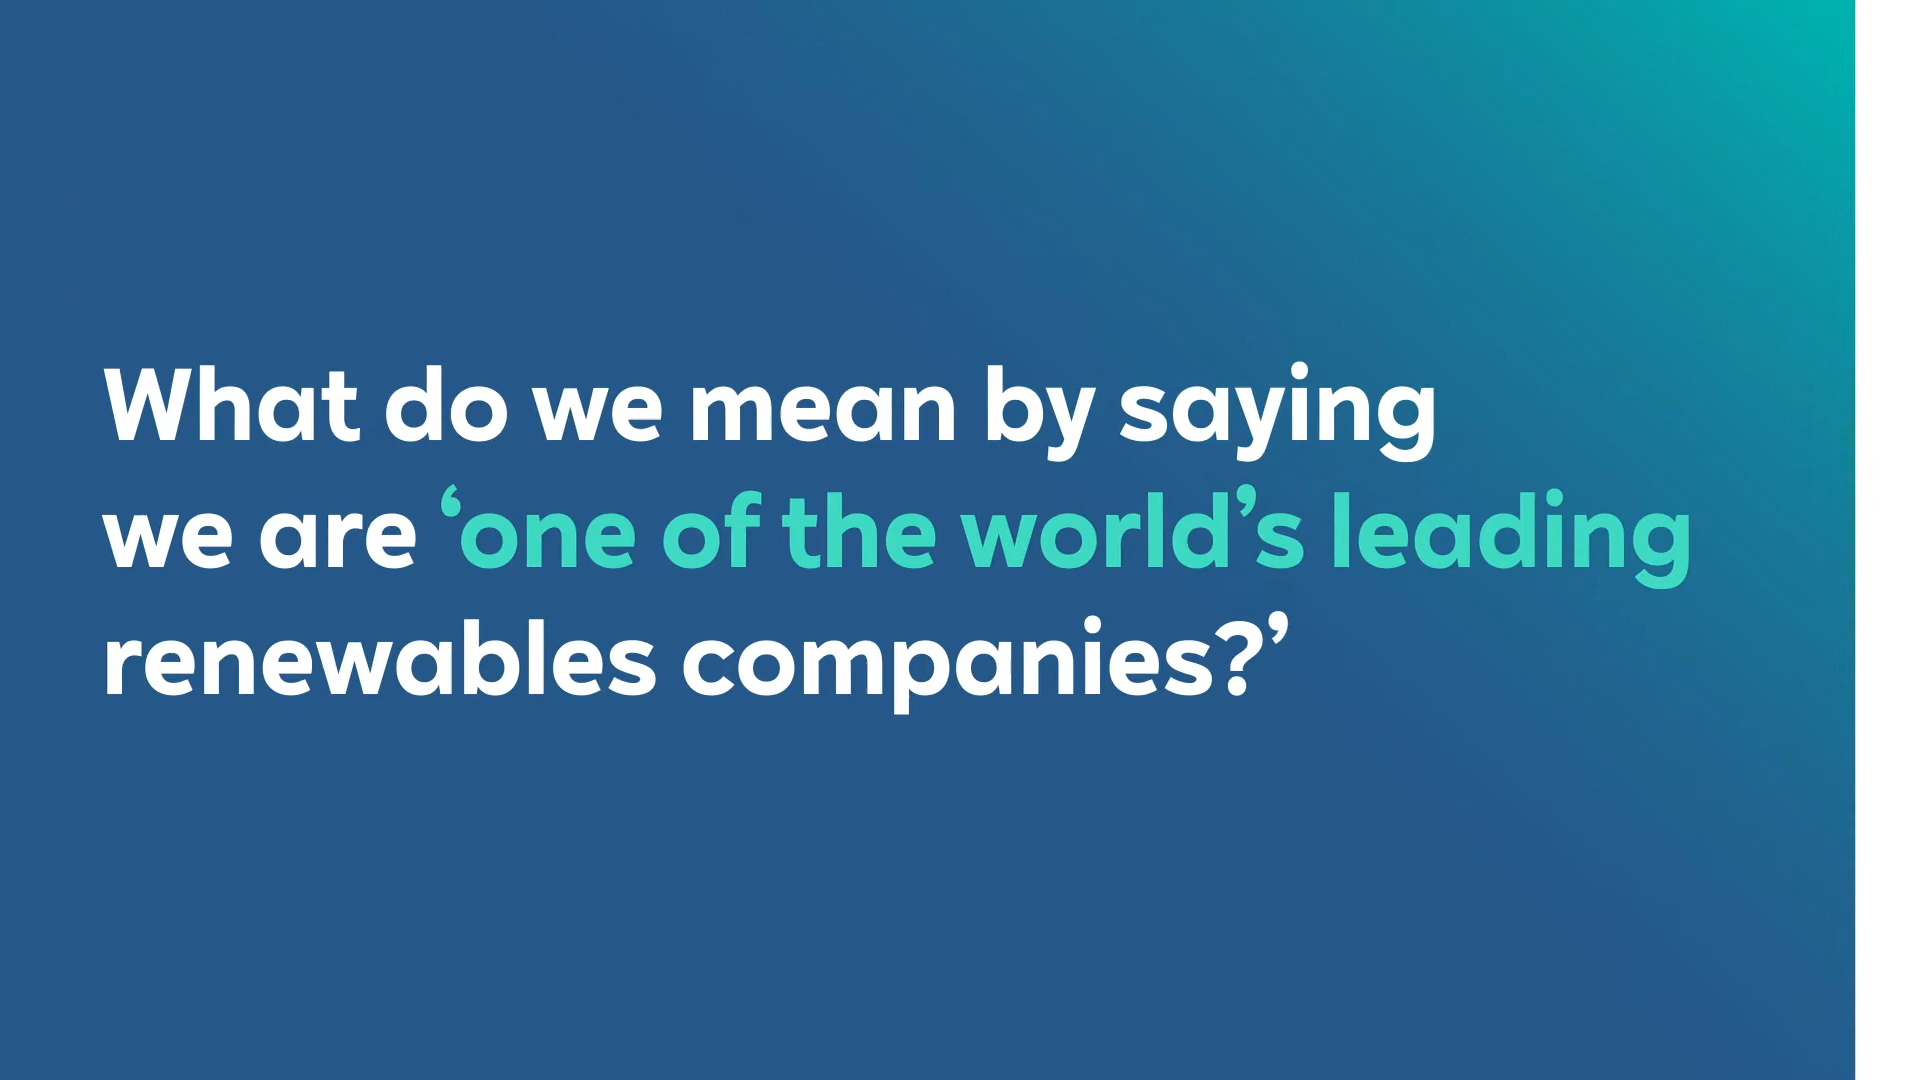 What do we mean by saying
we are ‘one of the world’s leading
renewables companies?’